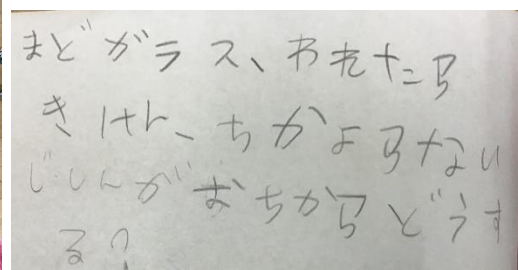 まどガラス、われたら
きけん、ちかよらない
じしんがおちからどうす
る？